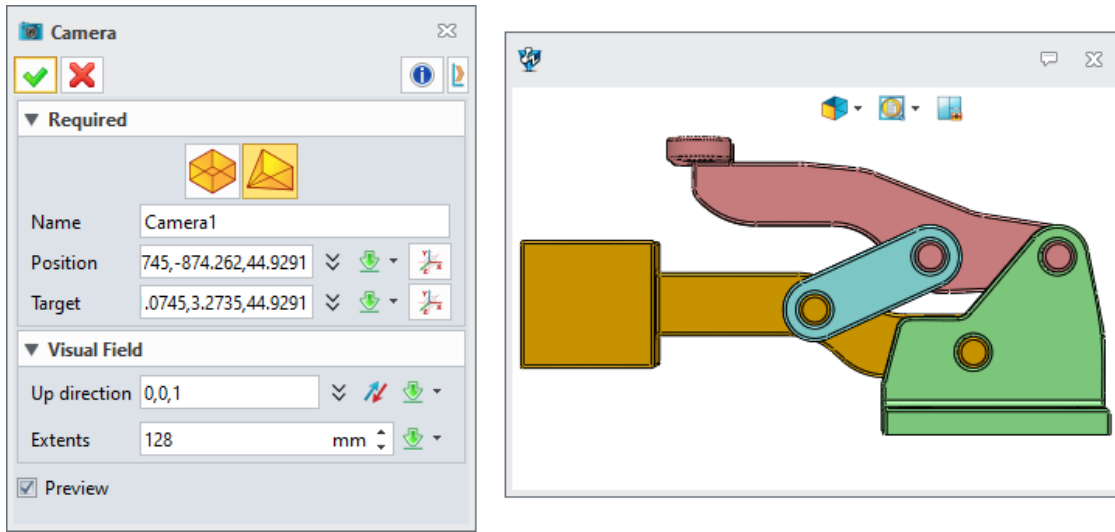 Camera
Required
Name Camera1
Position 745,-874.262,44.9291
Target .0745,3.2735,44.9291
Visual Field
Up direction 0,0,1
Extents 128 mm
Preview